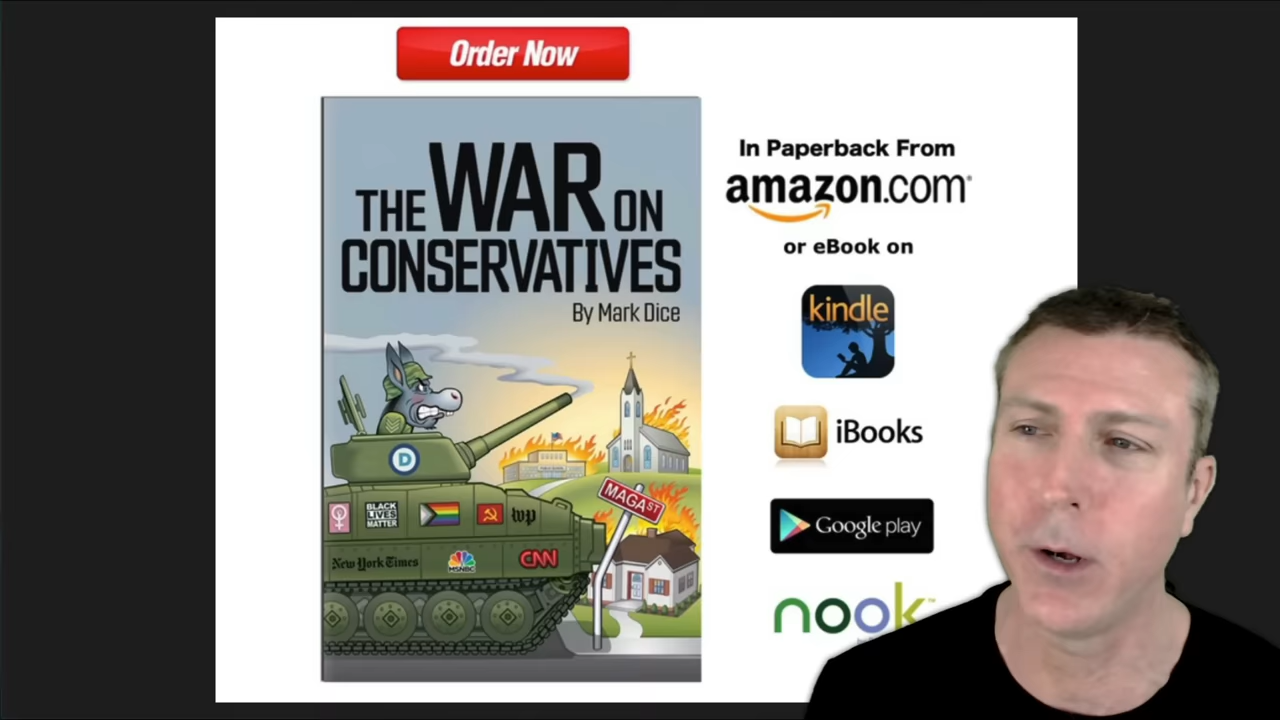 Order Now
THE WAR ON
CONSERVATIVES
By Mark Dice
D
MAGA ST
BLACK
LIVES
MATTER
wp
New York Times
MSNBC
CNN
In Paperback From
amazon.com
or eBook on
kindle
iBooks
Google play
nook™